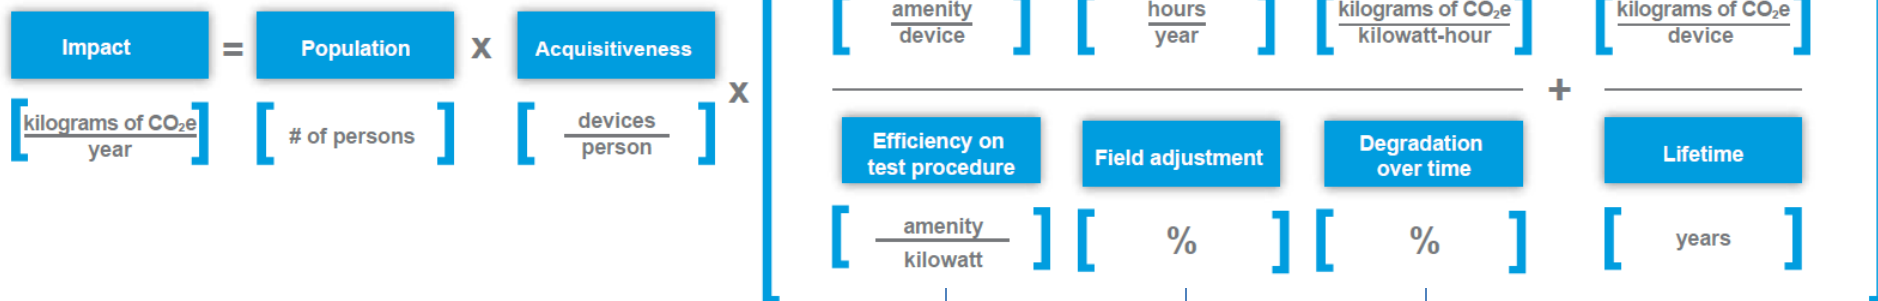 amenity
device
hours
year
kilograms of CO₂e
kilowatt-hour
kilograms of CO₂e
device
Impact
=
Population
x
Acquisitiveness
x
+
kilograms of CO₂e
year
# of persons
devices
person
Efficiency on
test procedure
Field adjustment
Degradation
over time
Lifetime
amenity
kilowatt
%
%
years